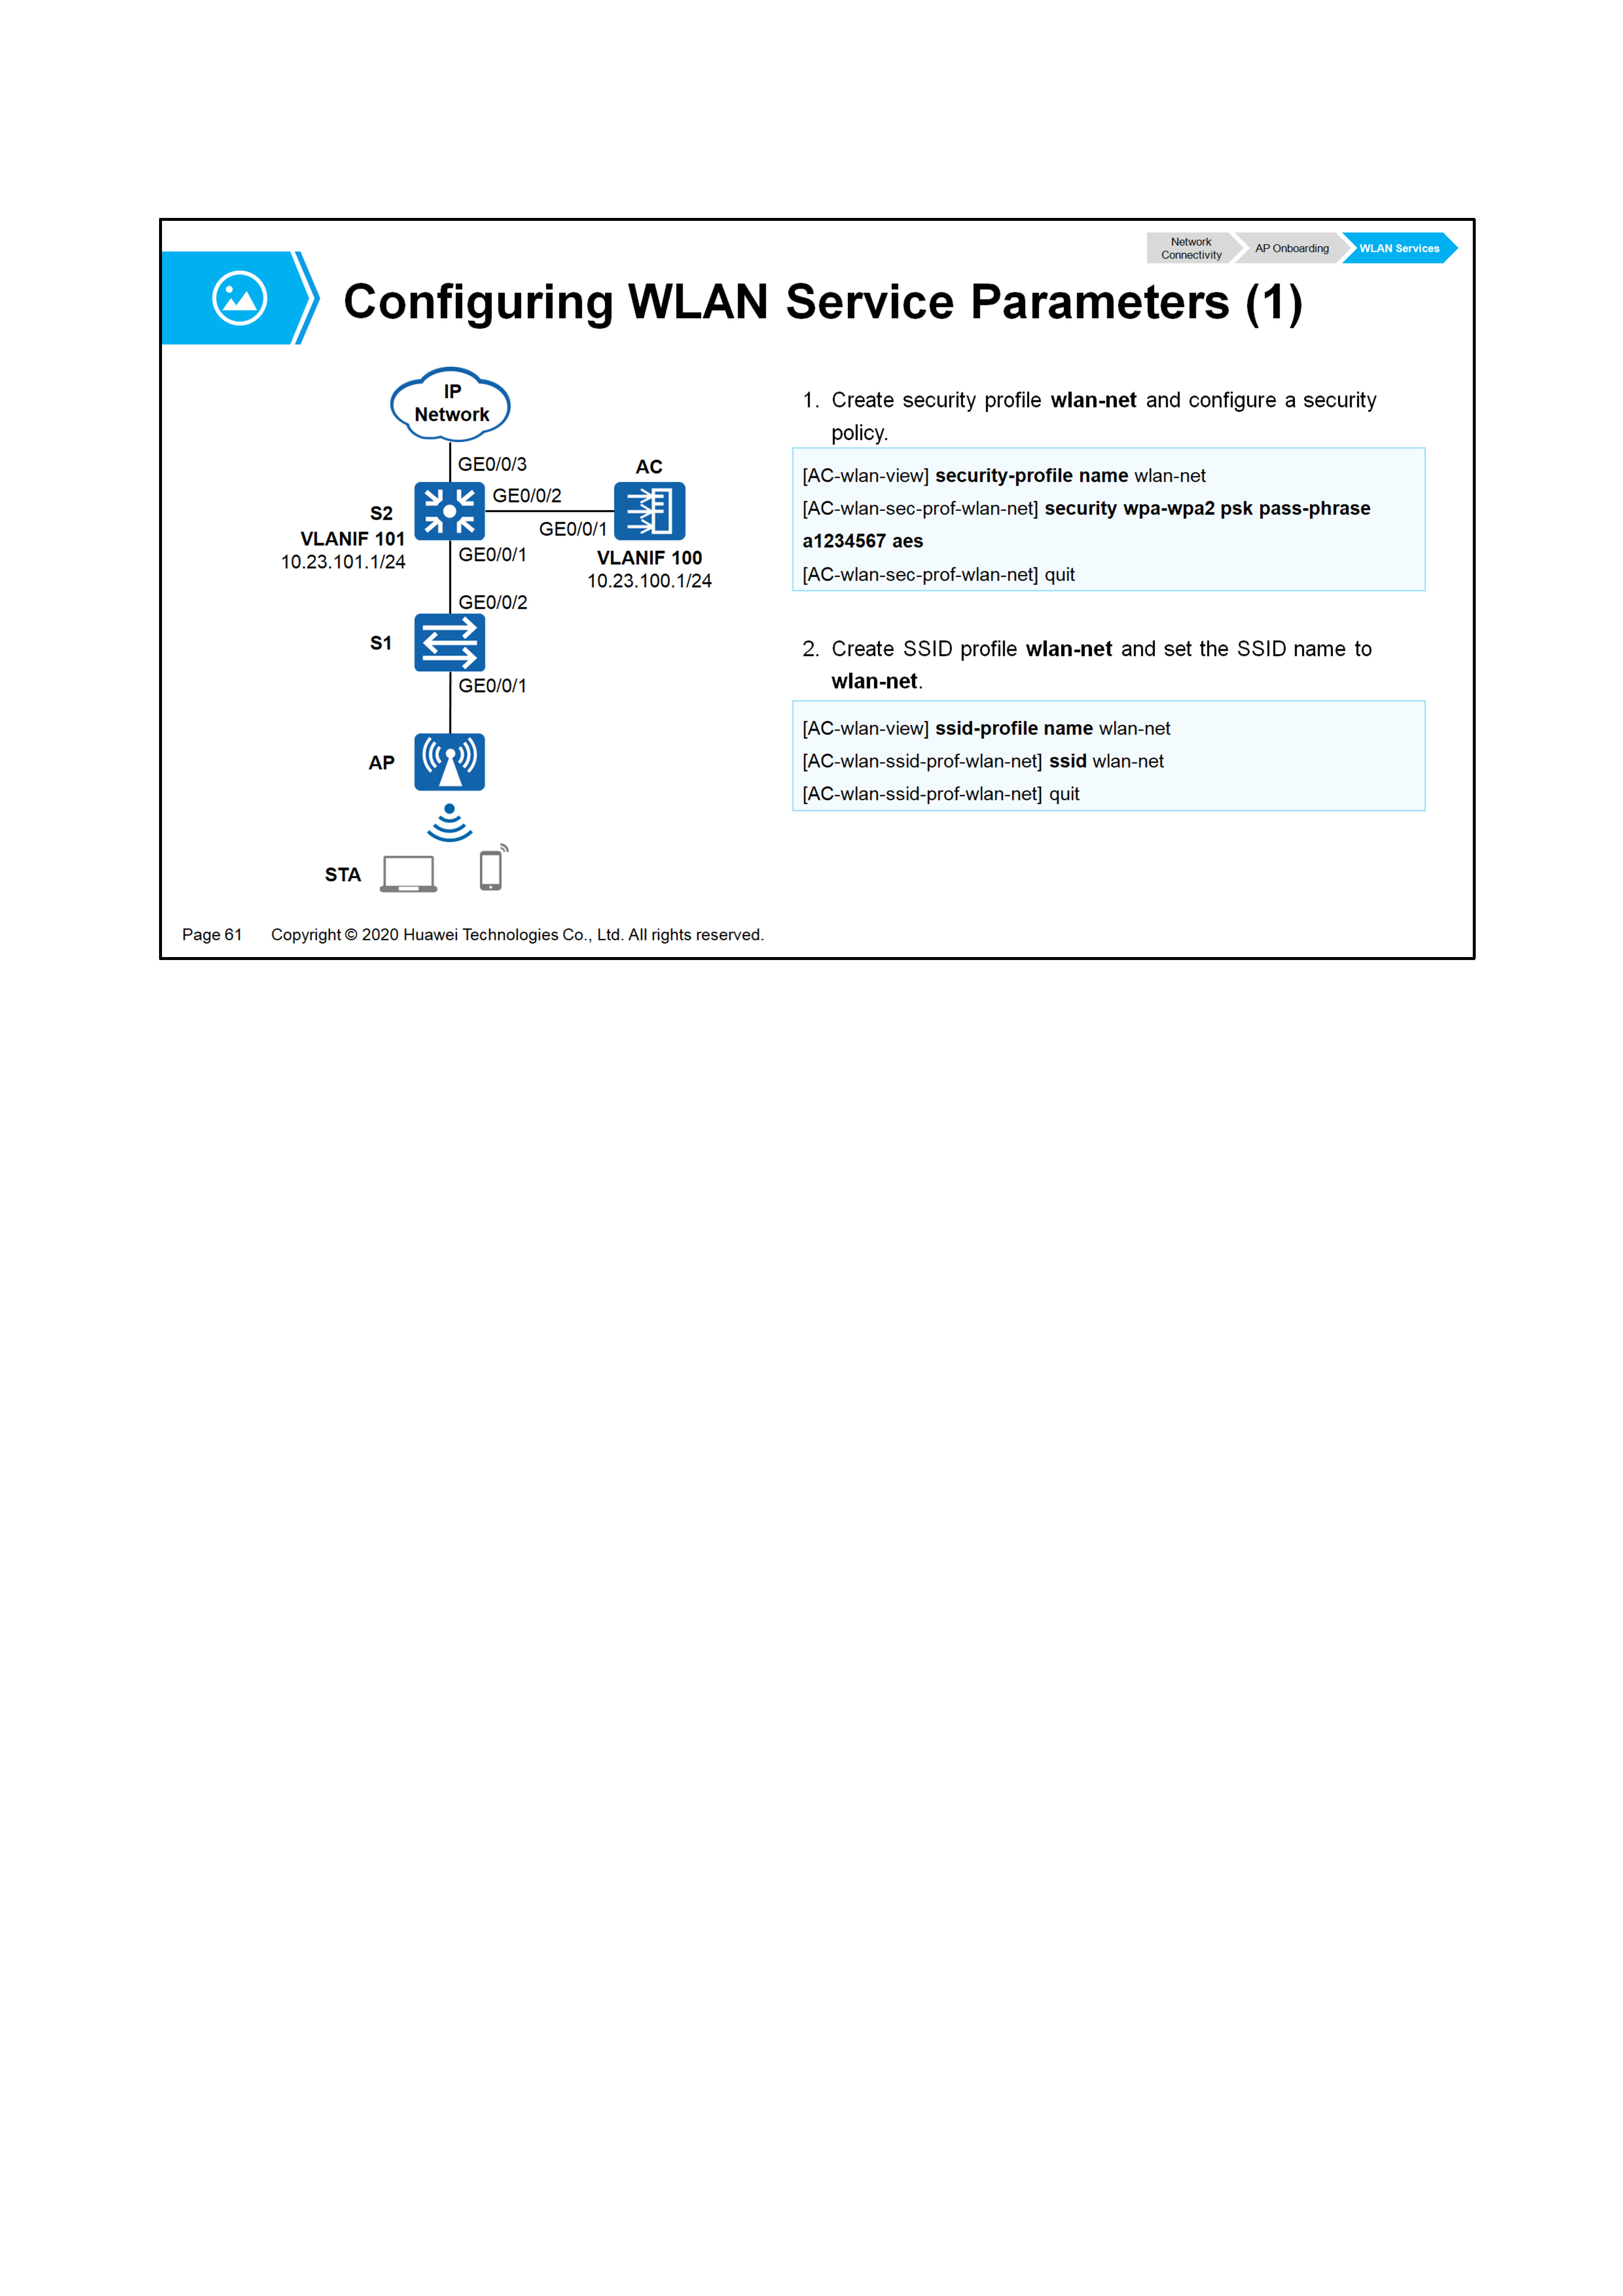 Network
Connectivity
AP Onboarding
WLAN Services
Configuring WLAN Service Parameters (1)
IP
Network
GE0/0/3
AC
GE0/0/2
S2
GE0/0/1
VLANIF 101
10.23.101.1/24
GE0/0/1
VLANIF 100
10.23.100.1/24
GE0/0/2
S1
GE0/0/1
AP
STA
1. Create security profile wlan-net and configure a security
policy.
[AC-wlan-view] security-profile name wlan-net
[AC-wlan-sec-prof-wlan-net] security wpa-wpa2 psk pass-phrase
a1234567 aes
[AC-wlan-sec-prof-wlan-net] quit
2. Create SSID profile wlan-net and set the SSID name to
wlan-net.
[AC-wlan-view] ssid-profile name wlan-net
[AC-wlan-ssid-prof-wlan-net] ssid wlan-net
[AC-wlan-ssid-prof-wlan-net] quit
Page 61 Copyright © 2020 Huawei Technologies Co., Ltd. All rights reserved.